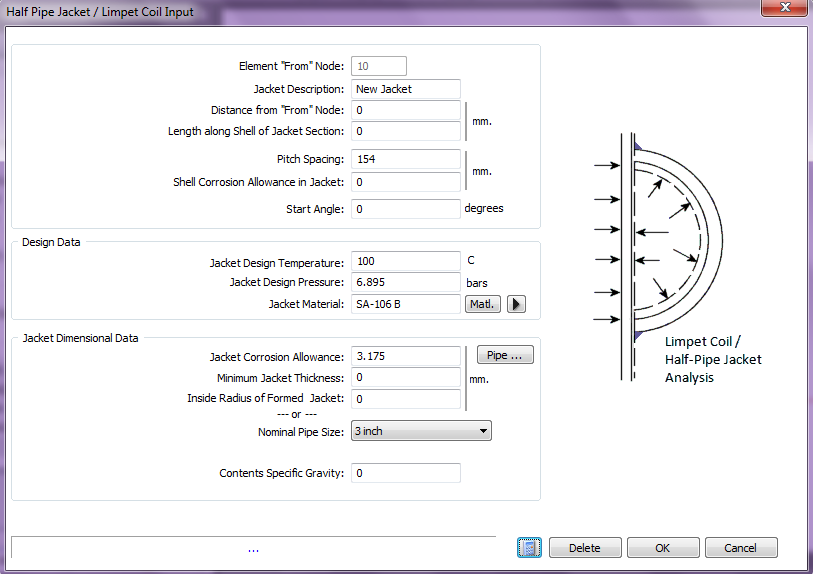 Half Pipe Jacket / Limpet Coil Input
X
Element "From" Node: 10
Jacket Description: New Jacket
Distance from "From" Node: 0
mm.
Length along Shell of Jacket Section: 0
Pitch Spacing: 154
mm.
Shell Corrosion Allowance in Jacket: 0
Start Angle: 0 degrees
Design Data
Jacket Design Temperature: 100 C
Jacket Design Pressure: 6.895 bars
Jacket Material: SA-106 B Matl.
Jacket Dimensional Data
Jacket Corrosion Allowance: 3.175 Pipe ...
Minimum Jacket Thickness: 0 mm.
Inside Radius of Formed Jacket: 0
--- or ---
Nominal Pipe Size: 3 inch
Contents Specific Gravity: 0
Limpet Coil /
Half-Pipe Jacket
Analysis
...
Delete OK Cancel